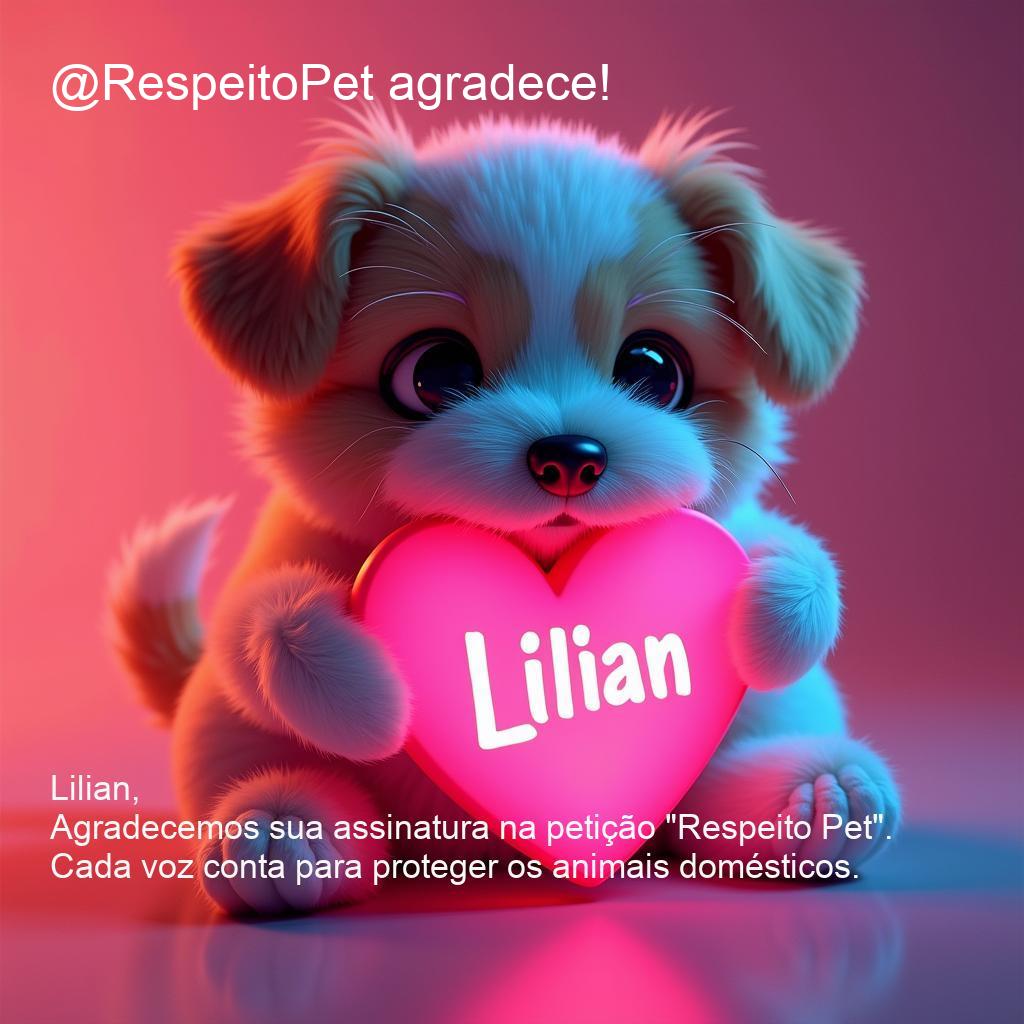 @RespeitoPet agradece!
Lilian
Lilian,
Agradecemos sua assinatura na petição "Respeito Pet".
Cada voz conta para proteger os animais domésticos.